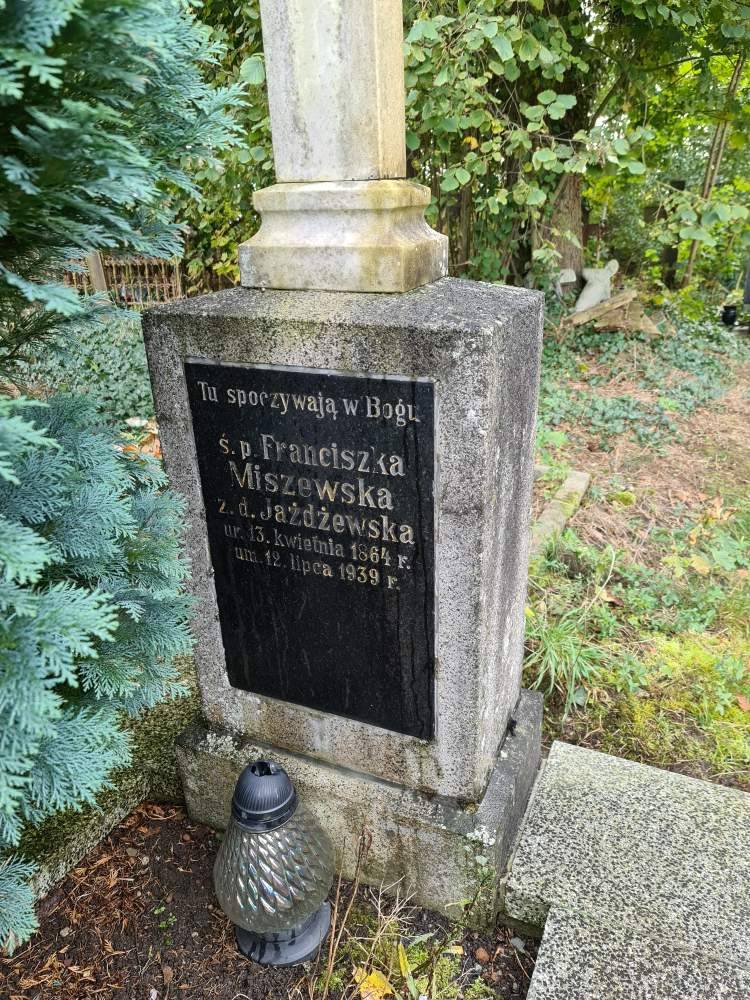 Tu spoczywają w Bogu
ś. p. Franciszka
Miszewska
z. d. Jażdżewska
ur. 13. kwietnia 1864 r.
um. 12. lipca 1939 r.